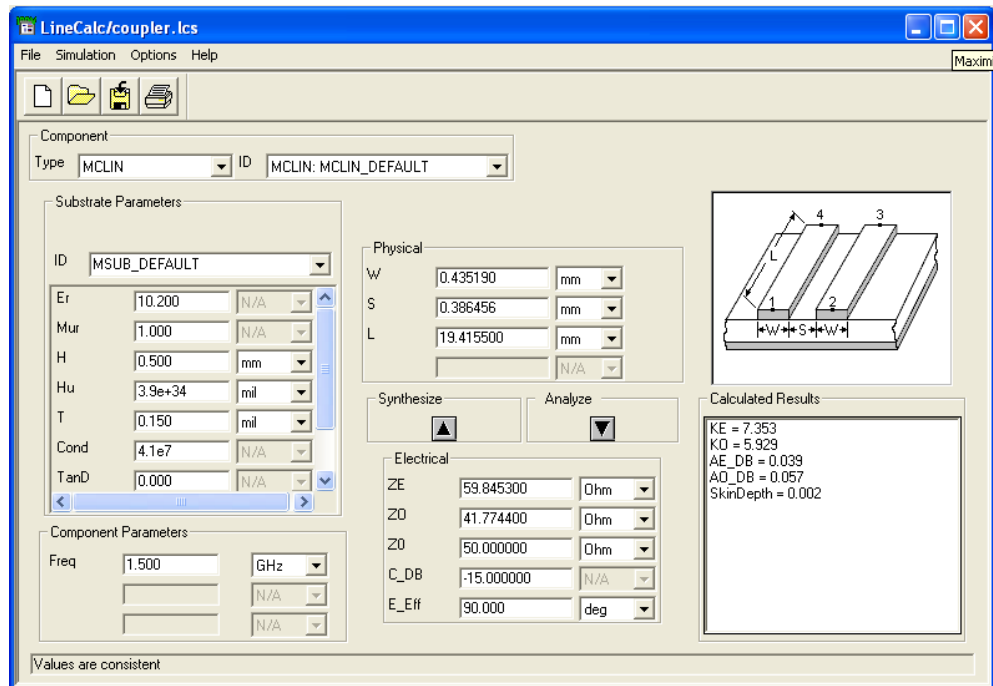 LineCalc/coupler.lcs
File Simulation Options Help
Maxim
Component
Type MCLIN ID MCLIN: MCLIN_DEFAULT
Substrate Parameters
ID MSUB_DEFAULT
Er 10.200 N/A
Mur 1.000 N/A
H 0.500 mm
Hu 3.9e+34 mil
T 0.150 mil
Cond 4.1e7 N/A
TanD 0.000 N/A
Component Parameters
Freq 1.500 GHz
N/A
N/A
Physical
W 0.435190 mm
S 0.386456 mm
L 19.415500 mm
N/A
Synthesize Analyze
Electrical
ZE 59.845300 Ohm
Z0 41.774400 Ohm
Z0 50.000000 Ohm
C_DB -15.000000 N/A
E_Eff 90.000 deg
4 3
L
1 2
W S W
Calculated Results
KE = 7.353
KO = 5.929
AE_DB = 0.039
AO_DB = 0.057
SkinDepth = 0.002
Values are consistent